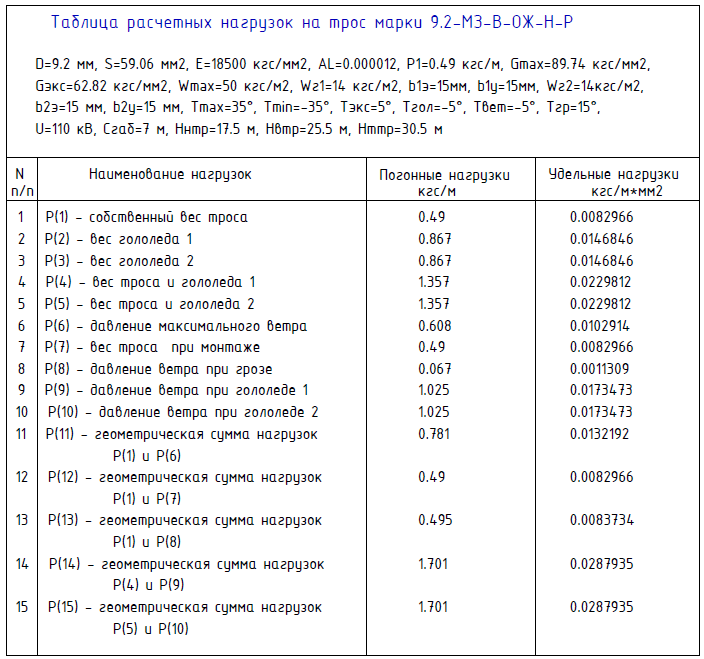 Таблица расчетных нагрузок на трос марки 9.2-МЗ-В-ОЖ-Н-Р
D=9.2 мм, S=59.06 мм2, E=18500 кгс/мм2, AL=0.000012, P1=0.49 кгс/м, Gmax=89.74 кгс/мм2,
Gэкс=62.82 кгс/мм2, Wmax=50 кгс/м2, Wг1=14 кгс/м2, b1э=15мм, b1у=15мм, Wг2=14кгс/м2,
b2э=15 мм, b2у=15 мм, Tmax=35°, Tmin=-35°, Тэкс=5°, Тгол=-5°, Твет=-5°, Тгр=15°,
U=110 кВ, Сгаб=7 м, Ннтр=17.5 м, Нвтр=25.5 м, Нттр=30.5 м
N Наименование нагрузок Погонные нагрузки Удельные нагрузки
п/п кгс/м кгс/м*мм2
1 P(1) - собственный вес троса 0.49 0.0082966
2 P(2) - вес гололеда 1 0.867 0.0146846
3 P(3) - вес гололеда 2 0.867 0.0146846
4 P(4) - вес троса и гололеда 1 1.357 0.0229812
5 P(5) - вес троса и гололеда 2 1.357 0.0229812
6 P(6) - давление максимального ветра 0.608 0.0102914
7 P(7) - вес троса при монтаже 0.49 0.0082966
8 P(8) - давление ветра при грозе 0.067 0.0011309
9 P(9) - давление ветра при гололеде 1 1.025 0.0173473
10 P(10) - давление ветра при гололеде 2 1.025 0.0173473
11 P(11) - геометрическая сумма нагрузок 0.781 0.0132192
P(1) и P(6)
12 P(12) - геометрическая сумма нагрузок 0.49 0.0082966
P(1) и P(7)
13 P(13) - геометрическая сумма нагрузок 0.495 0.0083734
P(1) и P(8)
14 P(14) - геометрическая сумма нагрузок 1.701 0.0287935
P(4) и P(9)
15 P(15) - геометрическая сумма нагрузок 1.701 0.0287935
P(5) и P(10)